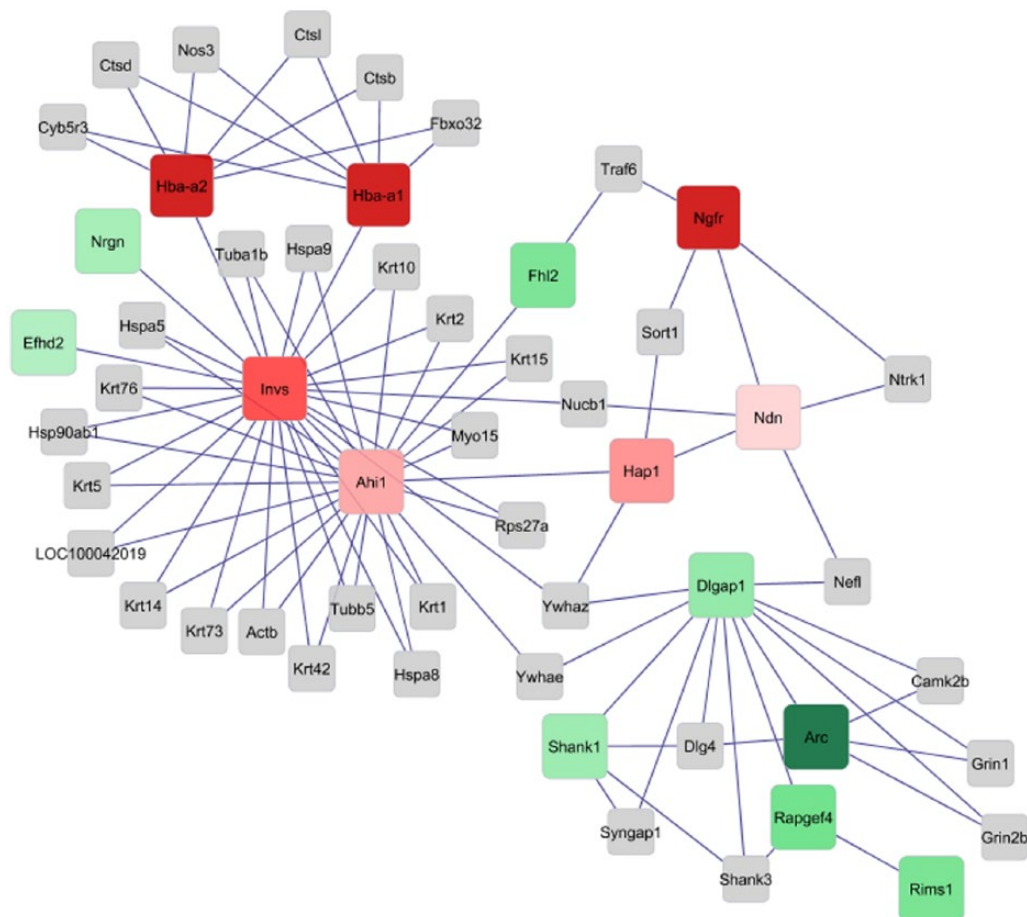 Ctsl
Nos3
Ctsd
Ctsb
Cyb5r3
Fbxo32
Traf6
Hba-a2
Hba-a1
Ngfr
Nrgn
Tuba1b
Hspa9
Krt10
Fhl2
Hspa5
Krt2
Sort1
Efhd2
Krt15
Krt76
Invs
Nucb1
Ntrk1
Ndn
Hsp90ab1
Myo15
Hap1
Krt5
Ahi1
Rps27a
LOC100042019
Dlgap1
Nefl
Krt14
Tubb5
Krt1
Ywhaz
Krt73
Actb
Krt42
Hspa8
Ywhae
Camk2b
Shank1
Dlg4
Arc
Grin1
Rapgef4
Syngap1
Grin2b
Shank3
Rims1